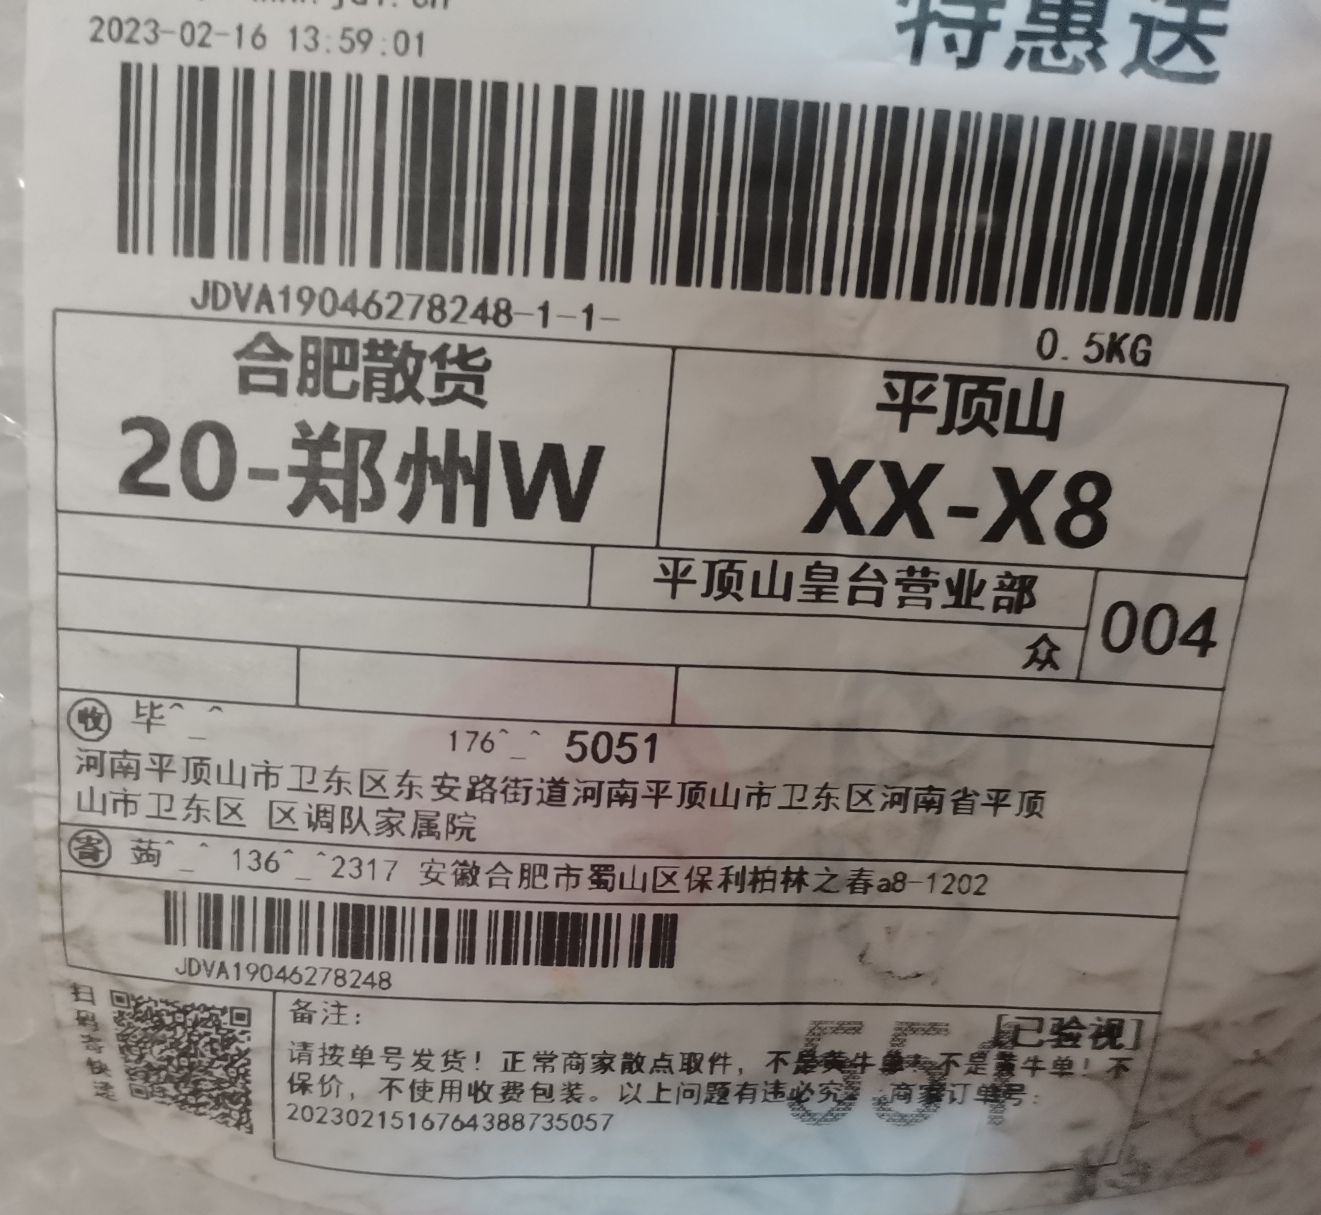 2023-02-16 13:59:01
特惠送
JDVA19046278248-1-1-
0.5KG
合肥散货
平顶山
20-郑州W
XX-X8
平顶山皇台营业部
004
众
收 毕^_^
176^_^ 5051
河南平顶山市卫东区东安路街道河南平顶山市卫东区河南省平顶
山市卫东区 区调队家属院
寄 蒟^_^ 136^_^2317 安徽合肥市蜀山区保利柏林之春a8-1202
JDVA19046278248
扫码寄快递
备注:
[已验视]
请按单号发货！正常商家散点取件，不是黄牛单！不是黄牛单！不
保价，不使用收费包装。以上问题有违必究。 商家订单号:
2023021516764388735057